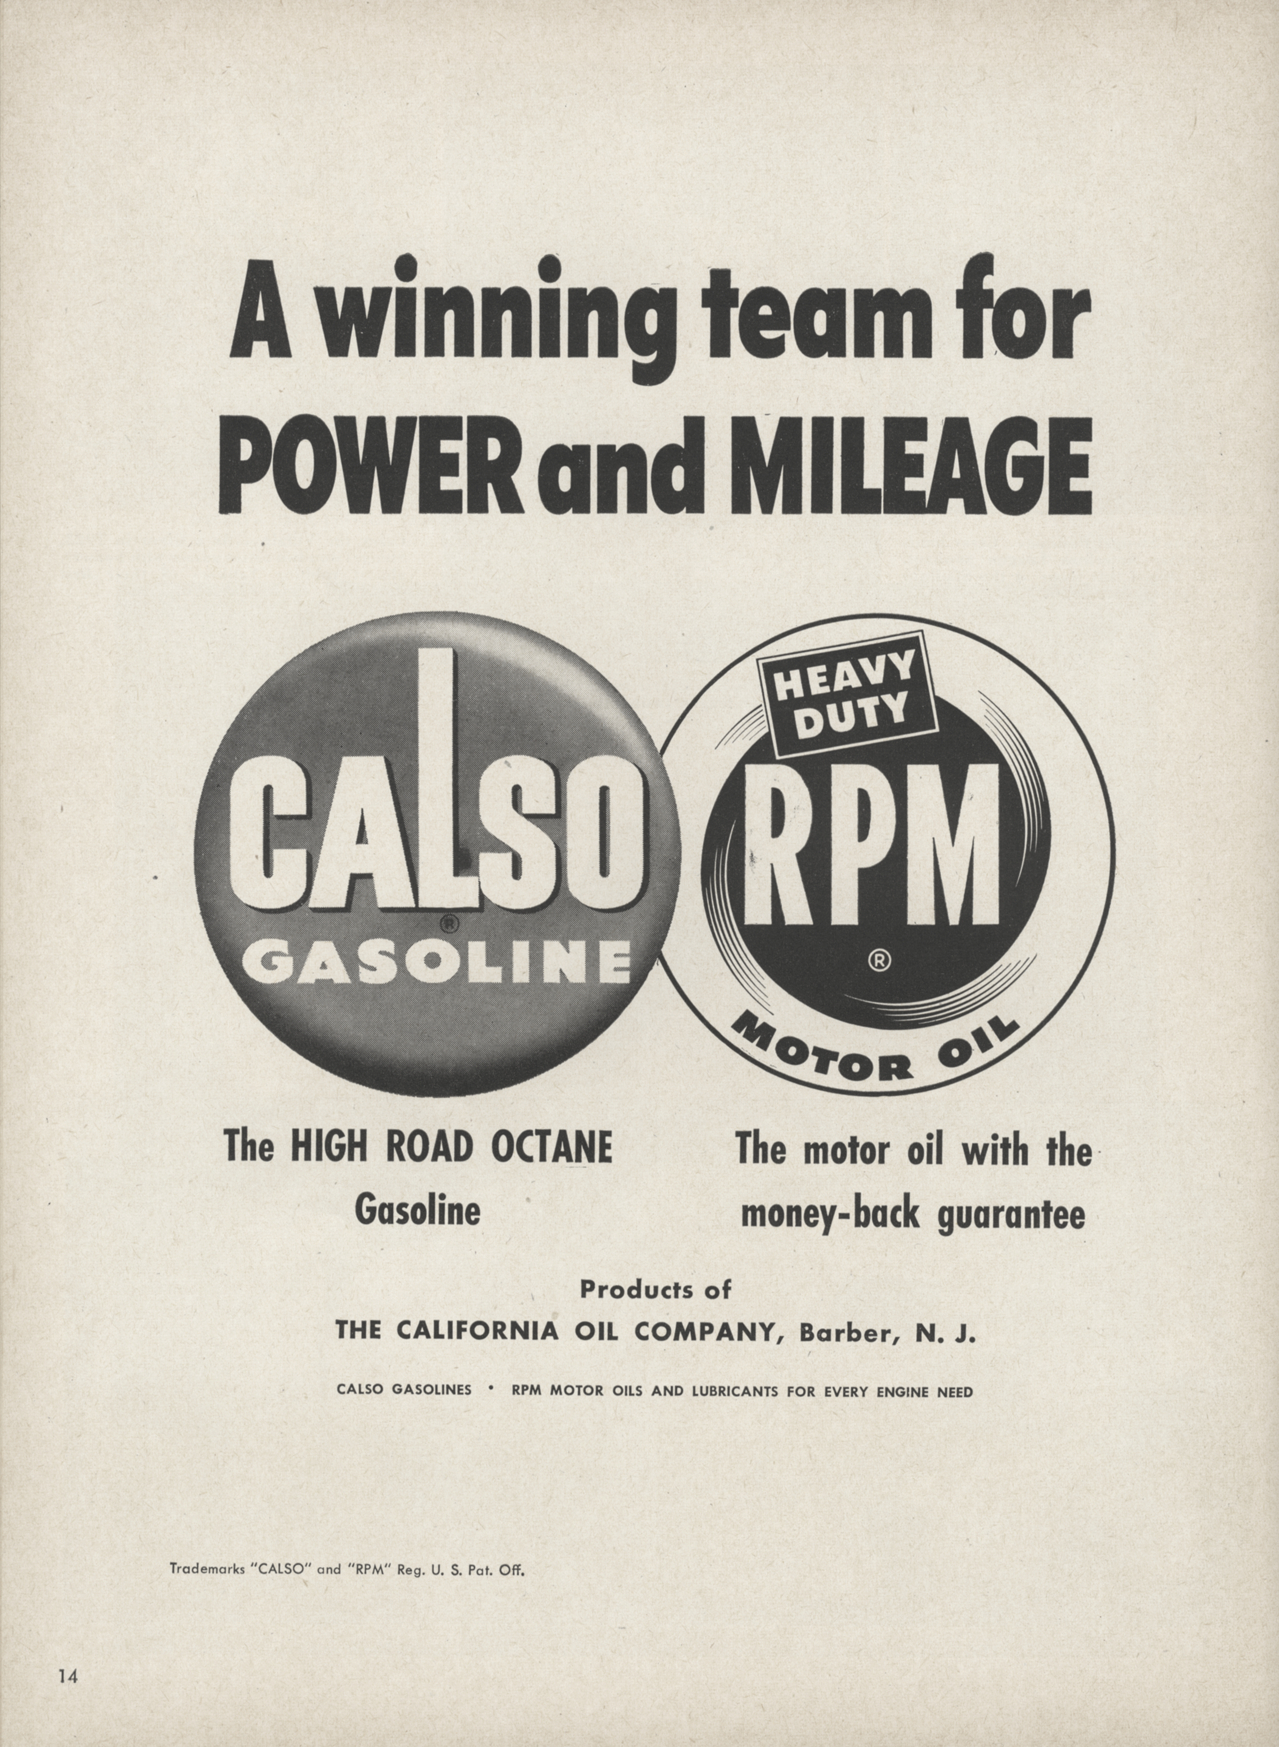 A winning team for
POWER and MILEAGE
CALSO
®
GASOLINE
HEAVY
DUTY
RPM
®
MOTOR OIL
The HIGH ROAD OCTANE
Gasoline
The motor oil with the
money-back guarantee
Products of
THE CALIFORNIA OIL COMPANY, Barber, N. J.
CALSO GASOLINES • RPM MOTOR OILS AND LUBRICANTS FOR EVERY ENGINE NEED
Trademarks "CALSO" and "RPM" Reg. U. S. Pat. Off.
14